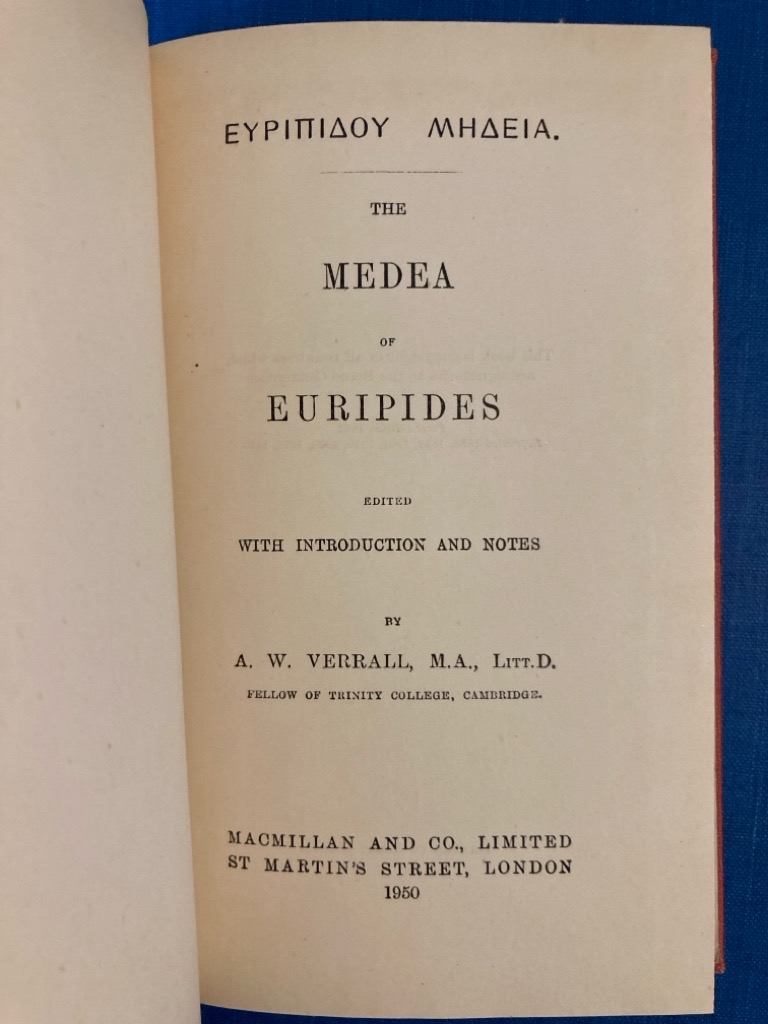 ΕΥΡΙΠΙΔΟΥ ΜΗΔΕΙΑ.
THE
MEDEA
OF
EURIPIDES
EDITED
WITH INTRODUCTION AND NOTES
BY
A. W. VERRALL, M.A., LITT.D.
FELLOW OF TRINITY COLLEGE, CAMBRIDGE.
MACMILLAN AND CO., LIMITED
ST MARTIN'S STREET, LONDON
1950